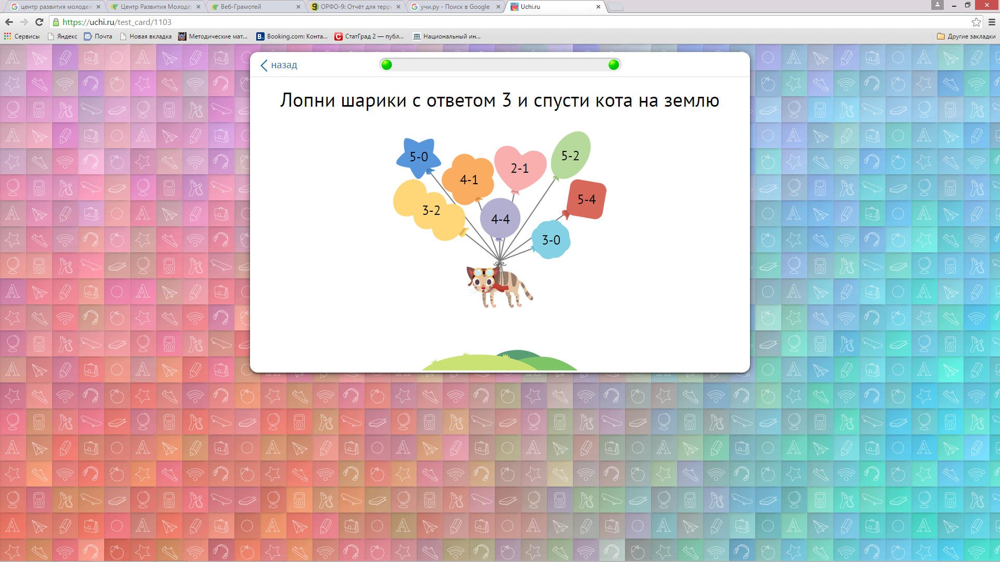 центр развития молодеж
Центр Развития Молодё
Веб-Грамотей
ОРФО-9: Отчёт для терр
учи.ру - Поиск в Google
Uchi.ru
https://uchi.ru/test_card/1103
Сервисы
Яндекс
Почта
Новая вкладка
Методические мат...
Booking.com: Конта...
СтатГрад 2 — публ...
Национальный ин...
Другие закладки
назад
Лопни шарики с ответом 3 и спусти кота на землю
5-0
4-1
2-1
5-2
3-2
4-4
5-4
3-0